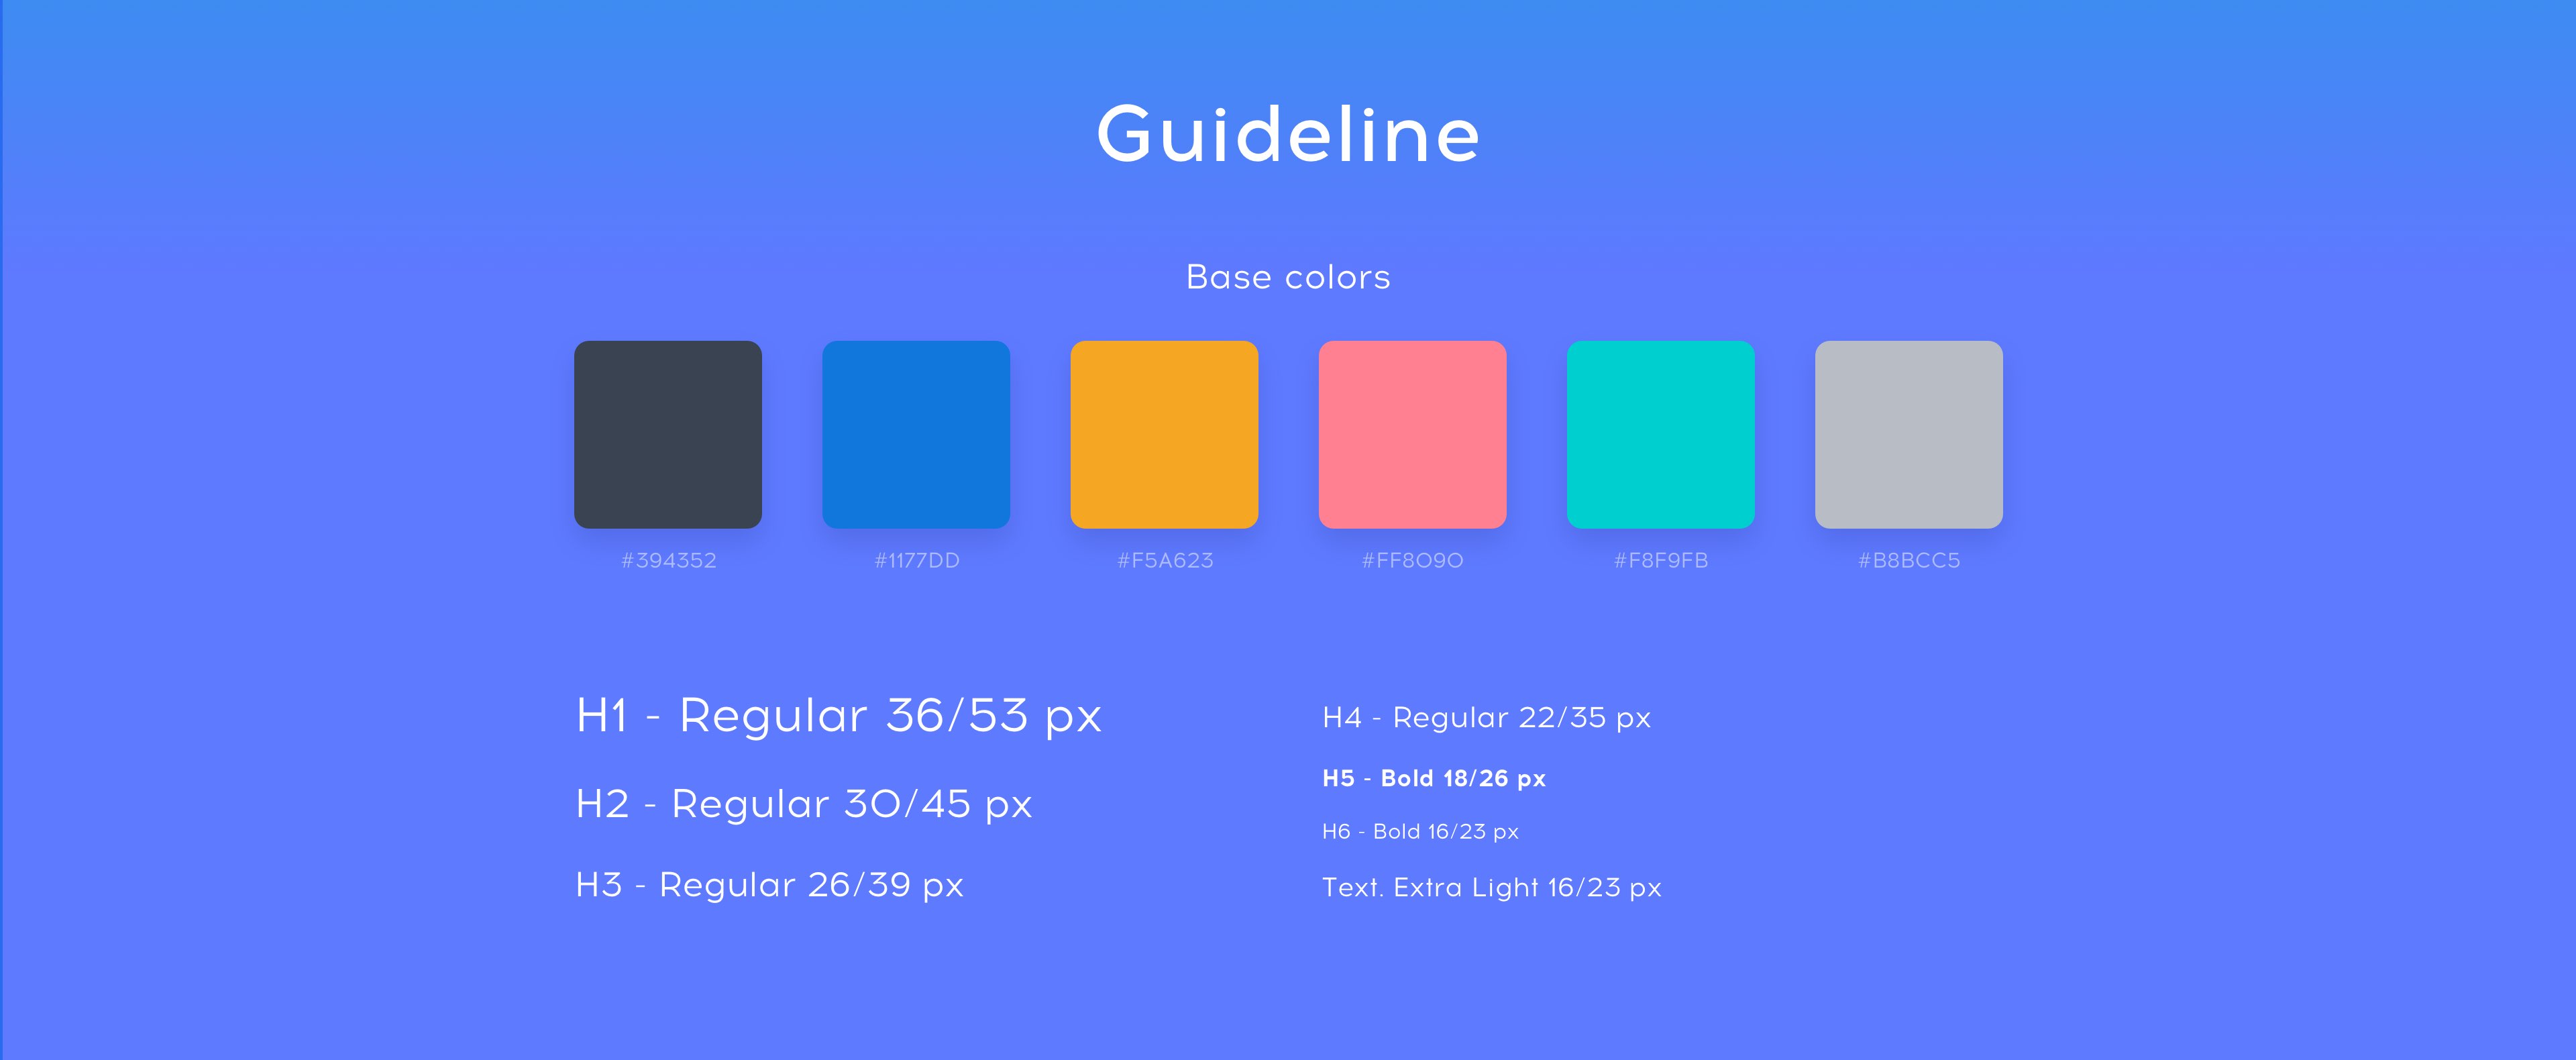 Guideline
Base colors
#394352
#1177DD
#F5A623
#FF8090
#F8F9FB
#B8BCC5
H1 - Regular 36/53 px
H2 - Regular 30/45 px
H3 - Regular 26/39 px
H4 - Regular 22/35 px
H5 - Bold 18/26 px
H6 - Bold 16/23 px
Text. Extra Light 16/23 px